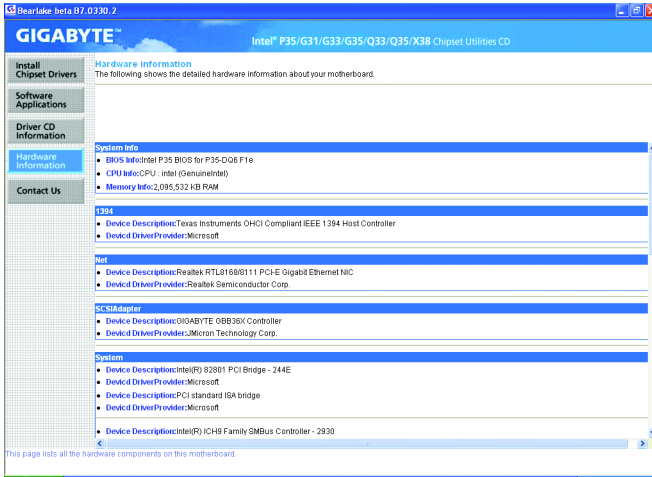 Bearlake beta B7.0330.2
GIGABYTE™
Intel® P35/G31/G33/G35/Q33/Q35/X38 Chipset Utilities CD
Install
Chipset Drivers
Software
Applications
Driver CD
Information
Hardware
Information
Contact Us
Hardware information
The following shows the detailed hardware information about your motherboard.
System Info
BIOS Info:Intel P35 BIOS for P35-DQ6 F1e
CPU Info:CPU : intel (GenuineIntel)
Memory Info:2,095,532 KB RAM
1394
Device Description:Texas Instruments OHCI Compliant IEEE 1394 Host Controller
Devicd DriverProvider:Microsoft
Net
Device Description:Realtek RTL8168/8111 PCI-E Gigabit Ethernet NIC
Devicd DriverProvider:Realtek Semiconductor Corp.
SCSIAdapter
Device Description:GIGABYTE GBB36X Controller
Devicd DriverProvider:JMicron Technology Corp.
System
Device Description:Intel(R) 82801 PCI Bridge - 244E
Devicd DriverProvider:Microsoft
Device Description:PCI standard ISA bridge
Devicd DriverProvider:Microsoft
Device Description:Intel(R) ICH9 Family SMBus Controller - 2930
This page lists all the hardware components on this motherboard.